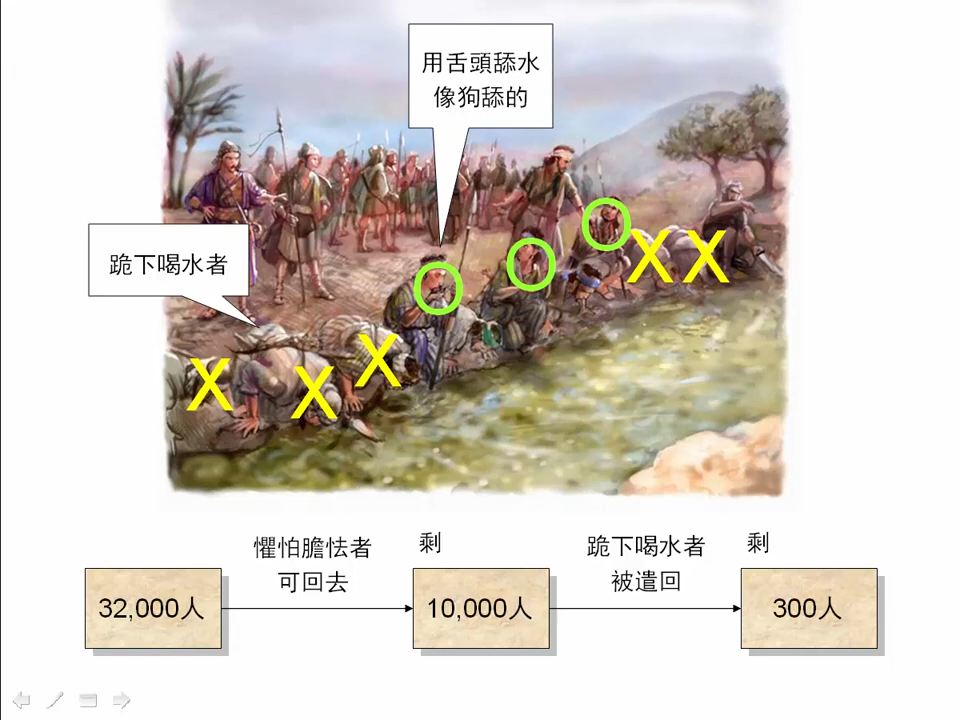 用舌頭舔水
像狗舔的
跪下喝水者
X
X
X
X
X
懼怕膽怯者
可回去
剩
跪下喝水者
被遣回
剩
32,000人
10,000人
300人